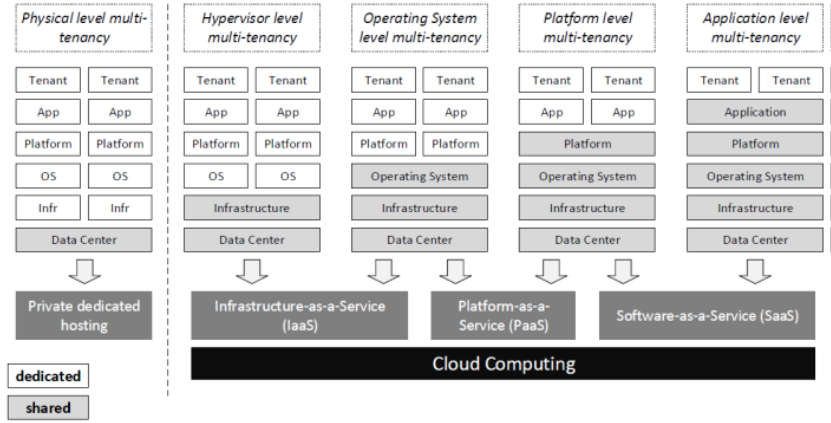 Physical level multi-
tenancy
Hypervisor level
multi-tenancy
Operating System
level multi-tenancy
Platform level
multi-tenancy
Application level
multi-tenancy
Tenant Tenant Tenant Tenant Tenant Tenant Tenant Tenant Tenant Tenant
App App App App App App App App Application
Platform Platform Platform Platform Platform Platform Platform Platform
OS OS OS OS Operating System Operating System Operating System
Infr Infr Infrastructure Infrastructure Infrastructure Infrastructure
Data Center Data Center Data Center Data Center Data Center
Private dedicated
hosting
Infrastructure-as-a-Service
(IaaS)
Platform-as-a-
Service (PaaS)
Software-as-a-Service (SaaS)
Cloud Computing
dedicated
shared